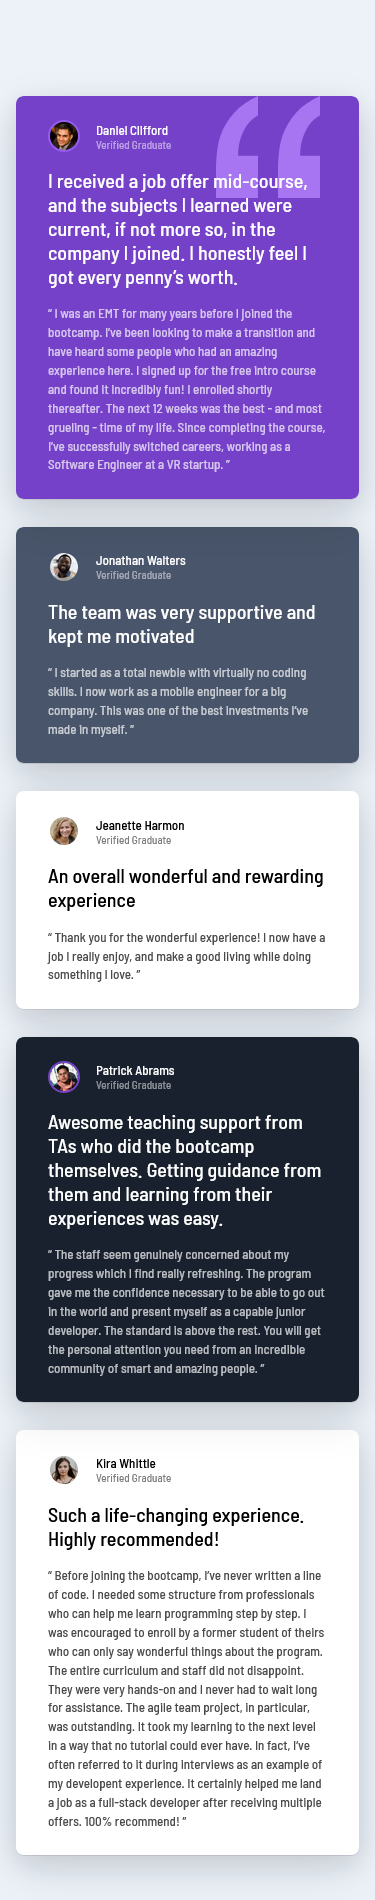 Daniel Clifford
Verified Graduate
I received a job offer mid-course,
and the subjects I learned were
current, if not more so, in the
company I joined. I honestly feel I
got every penny’s worth.
“ I was an EMT for many years before I joined the
bootcamp. I’ve been looking to make a transition and
have heard some people who had an amazing
experience here. I signed up for the free intro course
and found it incredibly fun! I enrolled shortly
thereafter. The next 12 weeks was the best - and most
grueling - time of my life. Since completing the course,
I’ve successfully switched careers, working as a
Software Engineer at a VR startup. ”
Jonathan Walters
Verified Graduate
The team was very supportive and
kept me motivated
“ I started as a total newbie with virtually no coding
skills. I now work as a mobile engineer for a big
company. This was one of the best investments I’ve
made in myself. ”
Jeanette Harmon
Verified Graduate
An overall wonderful and rewarding
experience
“ Thank you for the wonderful experience! I now have a
job I really enjoy, and make a good living while doing
something I love. ”
Patrick Abrams
Verified Graduate
Awesome teaching support from
TAs who did the bootcamp
themselves. Getting guidance from
them and learning from their
experiences was easy.
“ The staff seem genuinely concerned about my
progress which I find really refreshing. The program
gave me the confidence necessary to be able to go out
in the world and present myself as a capable junior
developer. The standard is above the rest. You will get
the personal attention you need from an incredible
community of smart and amazing people. ”
Kira Whittle
Verified Graduate
Such a life-changing experience.
Highly recommended!
“ Before joining the bootcamp, I’ve never written a line
of code. I needed some structure from professionals
who can help me learn programming step by step. I
was encouraged to enroll by a former student of theirs
who can only say wonderful things about the program.
The entire curriculum and staff did not disappoint.
They were very hands-on and I never had to wait long
for assistance. The agile team project, in particular,
was outstanding. It took my learning to the next level
in a way that no tutorial could ever have. In fact, I’ve
often referred to it during interviews as an example of
my developent experience. It certainly helped me land
a job as a full-stack developer after receiving multiple
offers. 100% recommend! ”